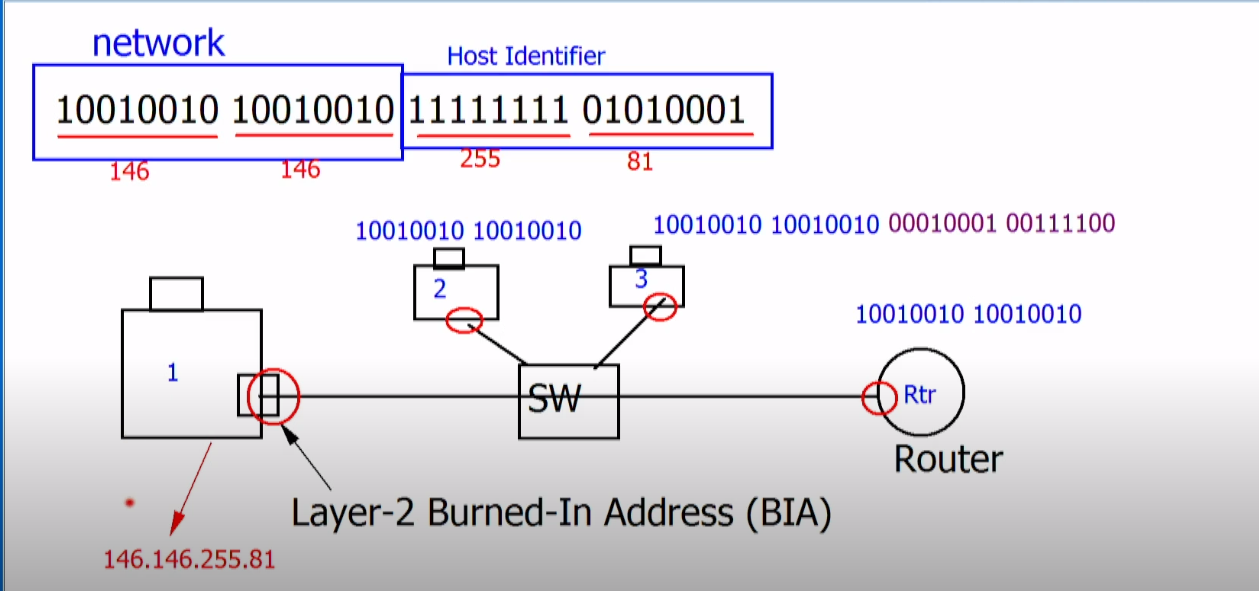 network
Host Identifier
10010010 10010010 11111111 01010001
146 146 255 81
10010010 10010010
10010010 10010010 00010001 00111100
2
3
10010010 10010010
1
SW
Rtr
Router
Layer-2 Burned-In Address (BIA)
146.146.255.81